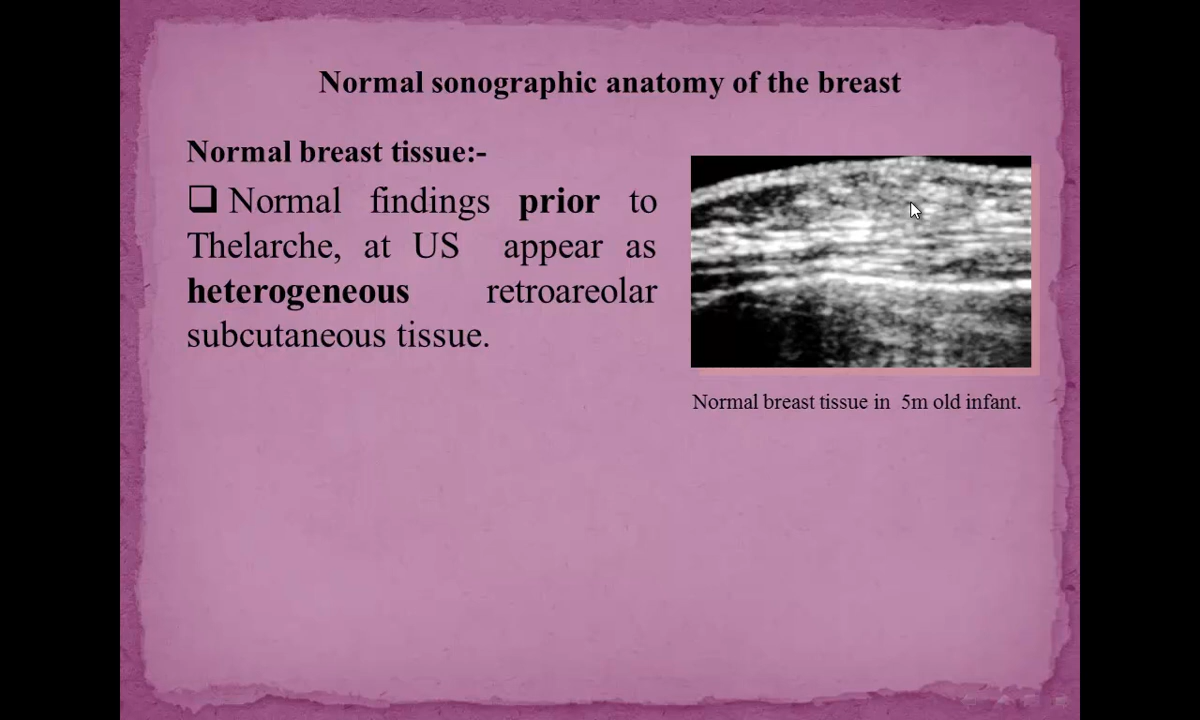 Normal sonographic anatomy of the breast
Normal breast tissue:-
❑ Normal findings prior to
Thelarche, at US appear as
heterogeneous retroareolar
subcutaneous tissue.
Normal breast tissue in 5m old infant.